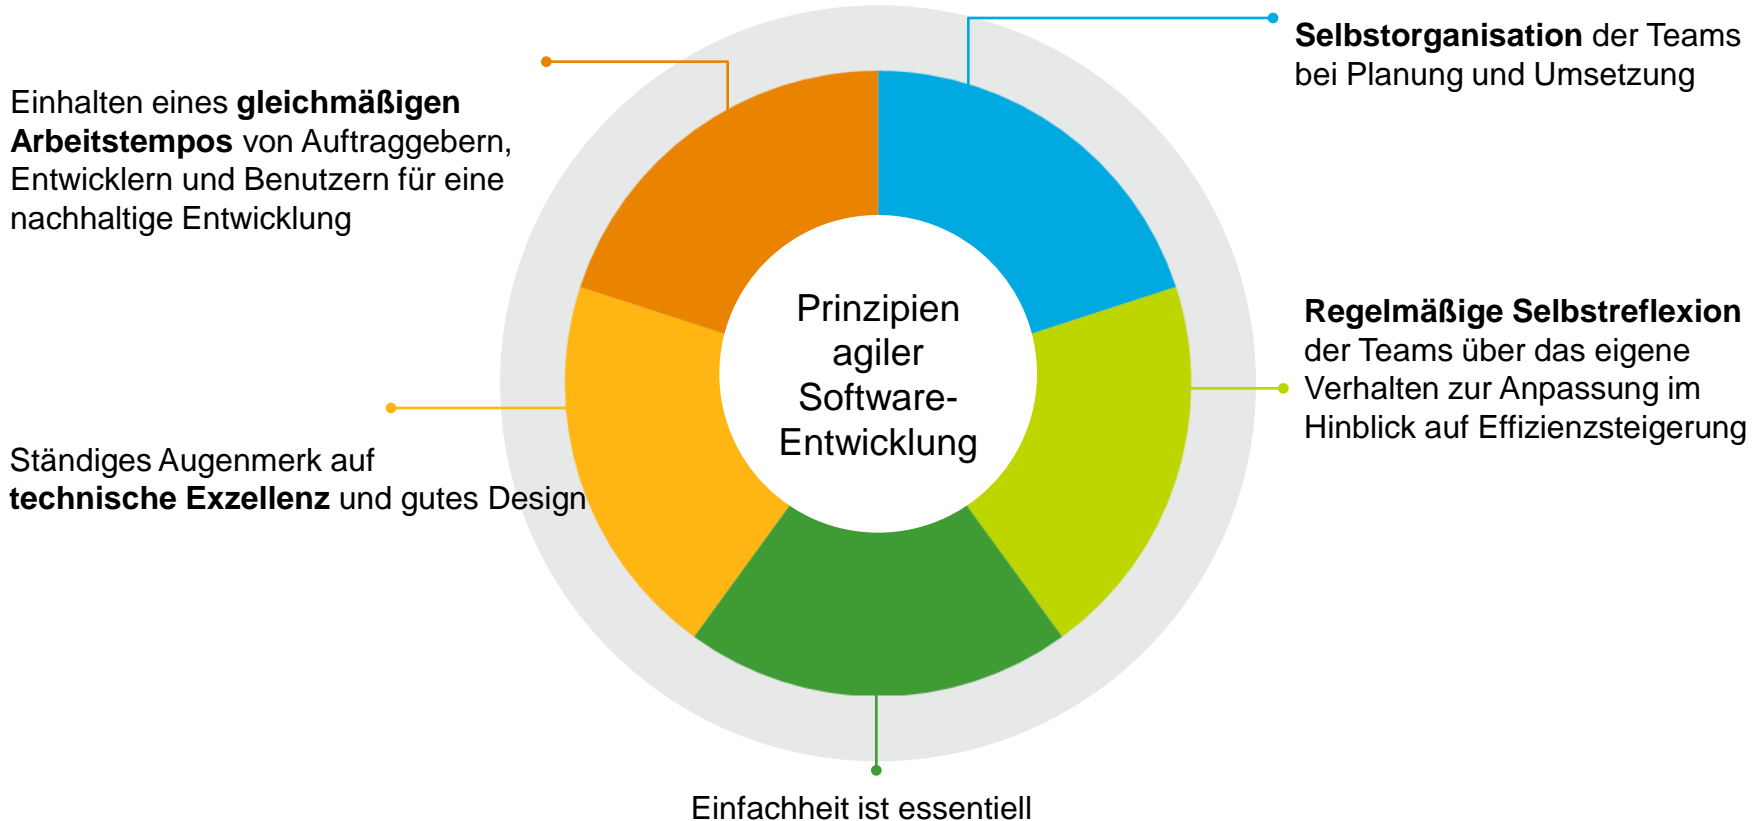 Selbstorganisation der Teams
bei Planung und Umsetzung
Einhalten eines gleichmäßigen
Arbeitstempos von Auftraggebern,
Entwicklern und Benutzern für eine
nachhaltige Entwicklung
Prinzipien
agiler
Software-
Entwicklung
Regelmäßige Selbstreflexion
der Teams über das eigene
Verhalten zur Anpassung im
Hinblick auf Effizienzsteigerung
Ständiges Augenmerk auf
technische Exzellenz und gutes Design
Einfachheit ist essentiell